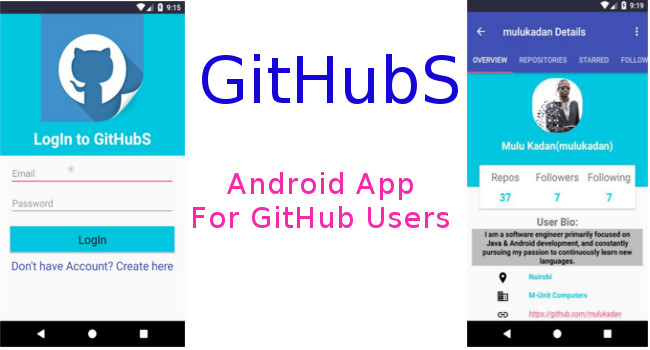 9:15
LogIn to GitHubS
Email
Password
LogIn
Don't have Account? Create here
GitHubS
Android App
For GitHub Users
9:19
mulukadan Details
OVERVIEW REPOSITORIES STARRED FOLLOW
Mulu Kadan(mulukadan)
Repos Followers Following
37 7 7
User Bio:
I am a software engineer primarily focused on
Java & Android development, and constantly
pursuing my passion to continuously learn new
languages.
Nairobi
M-Unit Computers
https://github.com/mulukadan